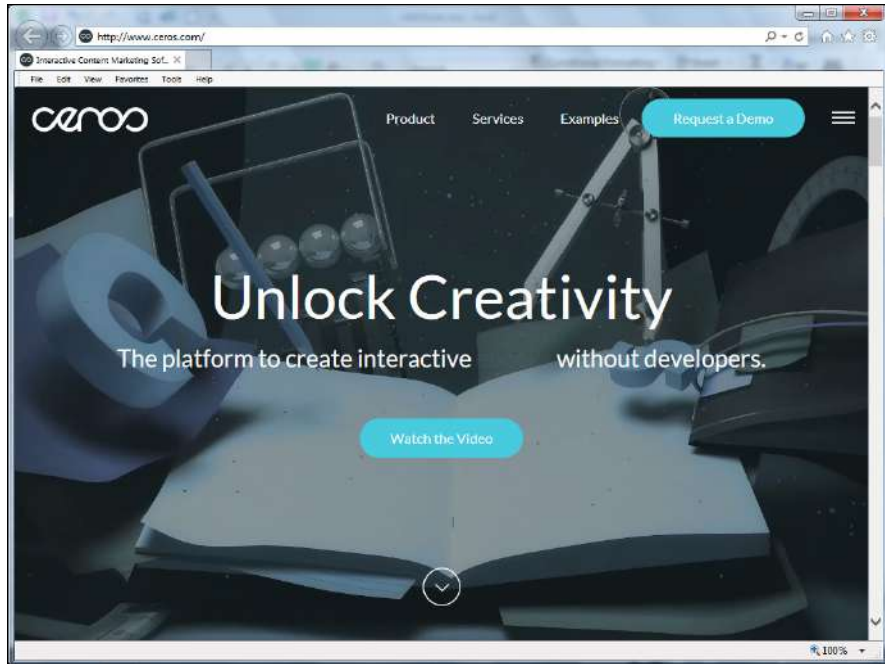 http://www.ceros.com/
Interactive Content Marketing Sof...
File Edit View Favorites Tools Help
ceros
Product Services Examples Request a Demo
Unlock Creativity
The platform to create interactive without developers.
Watch the Video
100%